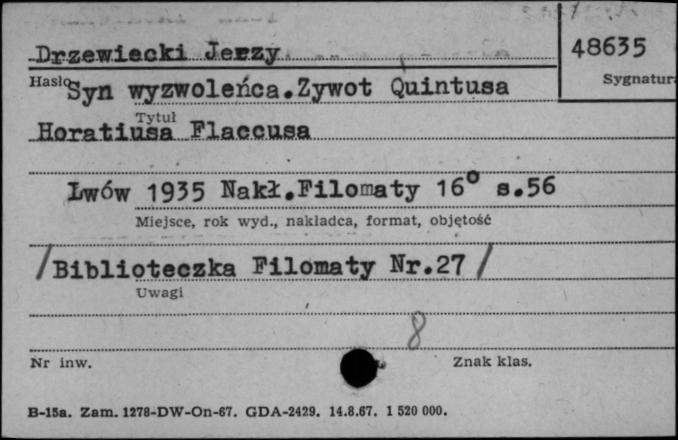 Drzewiecki Jerzy
48635
Hasło
Sygnatura
Syn wyzwoleńca.Zywot Quintusa
Tytuł
Horatiusa Flaccusa
Lwów 1935 Nakł.Filomaty 16° s.56
Miejsce, rok wyd., nakładca, format, objętość
/Biblioteczka Filomaty Nr.27 /
Uwagi
8
Nr inw.
Znak klas.
B-15a. Zam. 1278-DW-On-67. GDA-2429. 14.8.67. 1 520 000.